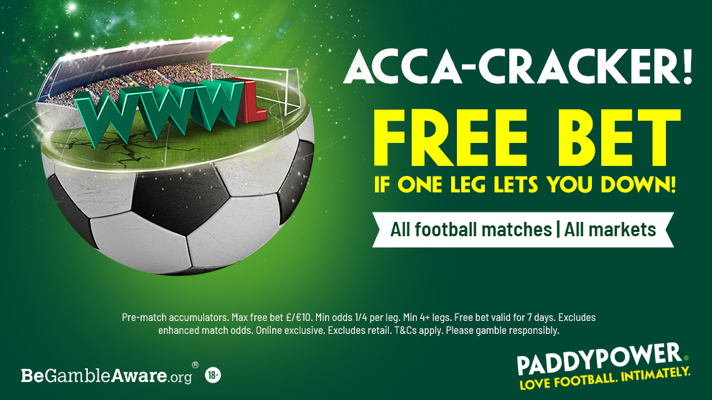 WWWL
ACCA-CRACKER!
FREE BET
IF ONE LEG LETS YOU DOWN!
All football matches | All markets
Pre-match accumulators. Max free bet £/€10. Min odds 1/4 per leg. Min 4+ legs. Free bet valid for 7 days. Excludes
enhanced match odds. Online exclusive. Excludes retail. T&Cs apply. Please gamble responsibly.
BeGambleAware.org® 18+
PADDYPOWER.
LOVE FOOTBALL. INTIMATELY.